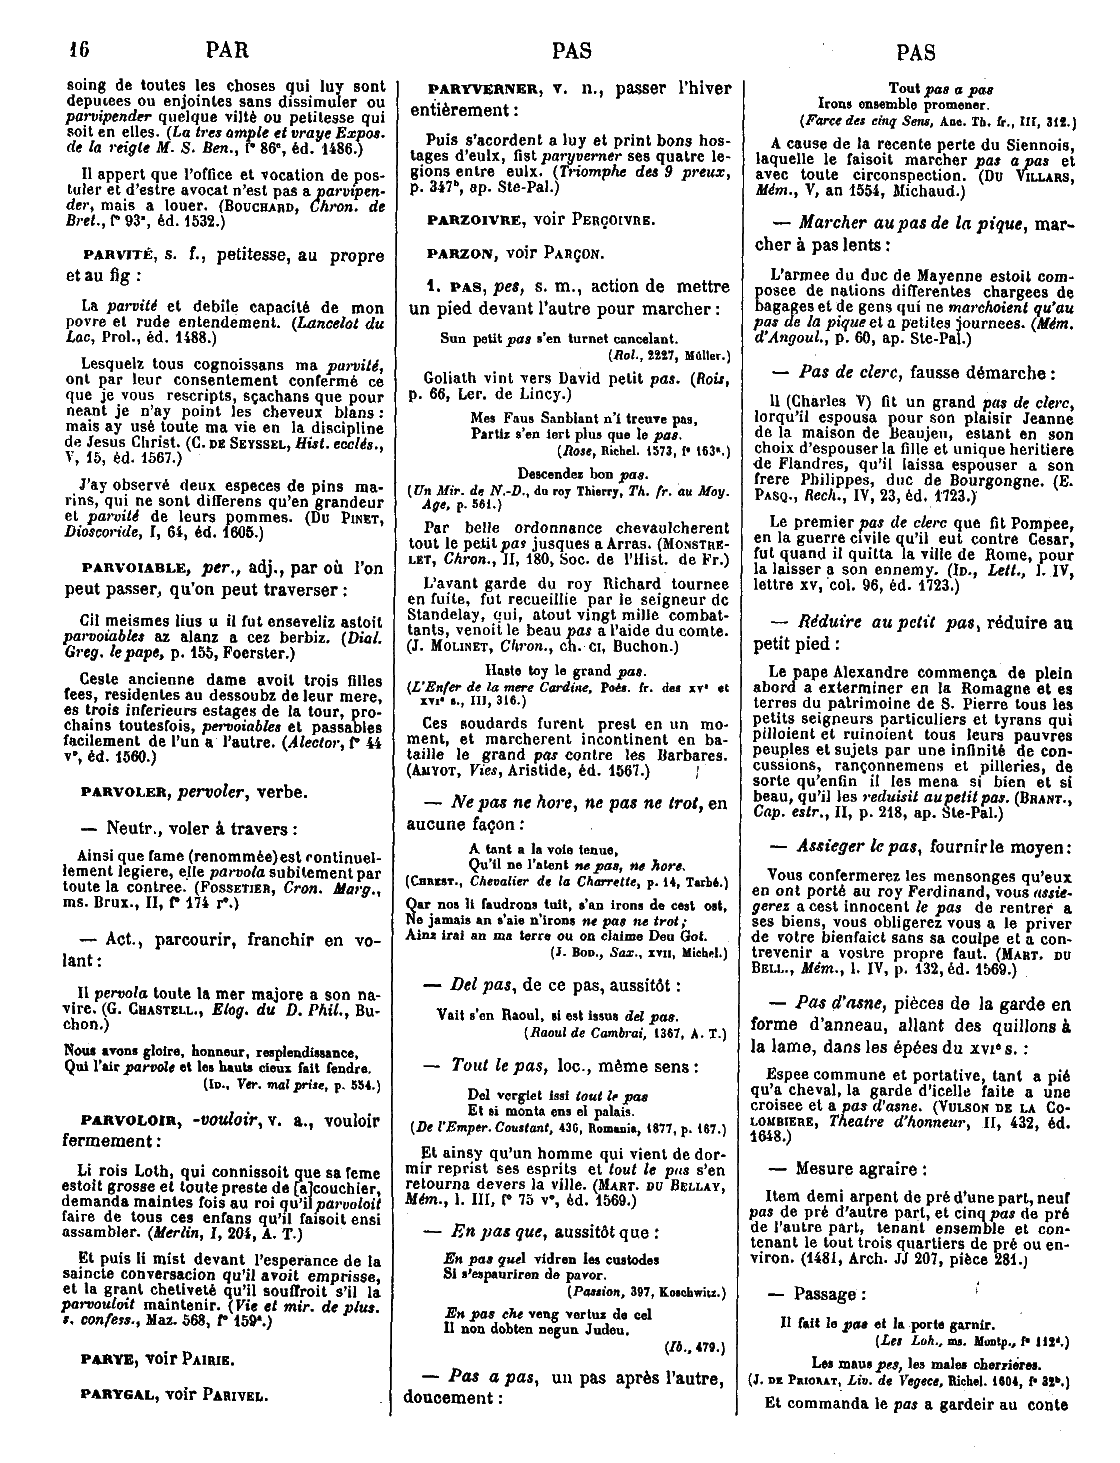 16 PAR PAS PAS
soing de toutes les choses qui luy sont
deputees ou enjointes sans dissimuler ou
parvipender quelque vilté ou petitesse qui
soit en elles. (La tres ample et vraye Expos.
de la reigle M. S. Ben., f° 86ᶜ, éd. 1486.)
Il appert que l'office et vocation de pos-
tuler et d'estre avocat n'est pas a parvipen-
der, mais a louer. (BOUCHARD, Chron. de
Bret., f° 93ᵃ, éd. 1532.)
PARVITÉ, s. f., petitesse, au propre
et au fig :
La parvité et debile capacité de mon
povre et rude entendement. (Lancelot du
Lac, Prol., éd. 1488.)
Lesquelz tous cognoissans ma parvité,
ont par leur consentement confermé ce
que je vous rescripts, sçachans que pour
neant je n'ay point les cheveux blans :
mais ay usé toute ma vie en la discipline
de Jesus Christ. (C. DE SEYSSEL, Hist. ecclés.,
V, 15, éd. 1567.)
J'ay observé deux especes de pins ma-
rins, qui ne sont differens qu'en grandeur
et parvité de leurs pommes. (DU PINET,
Dioscoride, I, 64, éd. 1605.)
PARVOIABLE, per., adj., par où l'on
peut passer, qu'on peut traverser :
Cil meismes lius u il fut enseveliz astoit
parvoiables az alanz a cez berbiz. (Dial.
Greg. le pape, p. 155, Foerster.)
Ceste ancienne dame avoit trois filles
fees, residentes au dessoubz de leur mere,
es trois inferieurs estages de la tour, pro-
chains toutesfois, pervoiables et passables
facilement de l'un a l'autre. (Alector, f° 44
v°, éd. 1560.)
PARVOLER, pervoler, verbe.
— Neutr., voler à travers :
Ainsi que fame (renommée) est continuel-
lement legiere, elle parvola subitement par
toute la contree. (FOSSETIER, Cron. Marg.,
ms. Brux., II, f° 174 r°.)
— Act., parcourir, franchir en vo-
lant :
Il pervola toute la mer majore a son na-
vire. (G. CHASTELL., Elog. du D. Phil., Bu-
chon.)
Nous avons gloire, honneur, resplendissance,
Qui l'air parvole et les hauts cieux fait fendre.
(ID., Ver. mal prise, p. 554.)
PARVOLOIR, -vouloir, v. a., vouloir
fermement :
Li rois Loth, qui connissoit que sa feme
estoit grosse et toute preste de [a]couchier,
demanda maintes fois au roi qu'il parvoloit
faire de tous ces enfans qu'il faisoit ensi
assambler. (Merlin, I, 204, A. T.)
Et puis li mist devant l'esperance de la
saincte conversacion qu'il avoit emprisse,
et la grant chetiveté qu'il souffroit s'il la
parvouloit maintenir. (Vie et mir. de plus.
s. confess., Maz. 568, f° 159ᵃ.)
PARYE, voir PAIRIE.
PARYGAL, voir PARIVEL.
PARYVERNER, v. n., passer l'hiver
entièrement :
Puis s'acordent a luy et print bons hos-
tages d'eulx, fist paryverner ses quatre le-
gions entre eulx. (Triomphe des 9 preux,
p. 347ᵇ, ap. Ste-Pal.)
PARZOIVRE, voir PERÇOIVRE.
PARZON, voir PARÇON.
1. PAS, pes, s. m., action de mettre
un pied devant l'autre pour marcher :
Sun petit pas s'en turnet cancelant.
(Rol., 2227, Müller.)
Goliath vint vers David petit pas. (Rois,
p. 66, Ler. de Lincy.)
Mes Faus Sanblant n'i treuve pas,
Partiz s'en iert plus que le pas.
(Rose, Richel. 1573, f° 163ᵃ.)
Descendez bon pas.
(Un Mir. de N.-D., du roy Thierry, Th. fr. au Moy.
Age, p. 561.)
Par belle ordonnance chevaulcherent
tout le petit pas jusques a Arras. (MONSTRE-
LET, Chron., II, 180, Soc. de l'Hist. de Fr.)
L'avant garde du roy Richard tournee
en fuite, fut recueillie par le seigneur de
Standelay, qui, atout vingt mille combat-
tants, venoit le beau pas a l'aide du comte.
(J. MOLINET, Chron., ch. CI, Buchon.)
Haste toy le grand pas.
(L'Enfer de la mere Cardine, Poés. fr. des XVᵉ et
XVIᵉ s., III, 316.)
Ces soudards furent prest en un mo-
ment, et marcherent incontinent en ba-
taille le grand pas contre les Barbares.
(AMYOT, Vies, Aristide, éd. 1567.)
— Ne pas ne hore, ne pas ne trot, en
aucune façon :
A tant a la voie tenue,
Qu'il ne l'atent ne pas, ne hore.
(CHREST., Chevalier de la Charrette, p. 14, Tarbé.)
Qar nos li faudrons tuit, s'an irons de cest ost,
Ne jamais an s'aie n'irons ne pas ne trot;
Ainz irai an ma terre ou on claime Deu Got.
(J. BOD., Sax., XVII, Michel.)
— Del pas, de ce pas, aussitôt :
Vait s'en Raoul, si est issus del pas.
(Raoul de Cambrai, 1367, A. T.)
— Tout le pas, loc., même sens :
Del vergiet issi tout le pas
Et si monta ens el palais.
(De l'Emper. Coustant, 436, Romania, 1877, p. 167.)
Et ainsy qu'un homme qui vient de dor-
mir reprist ses esprits et tout le pas s'en
retourna devers la ville. (MART. DU BELLAY,
Mém., l. III, f° 75 v°, éd. 1569.)
— En pas que, aussitôt que :
En pas quel vidren les custodes
Si s'espauriren de pavor.
(Passion, 397, Koschwitz.)
En pas che veng vertuz de cel
Il non dobten negun Judeu.
(Ib., 479.)
— Pas a pas, un pas après l'autre,
doucement :
Tout pas a pas
Irons ensemble promener.
(Farce des cinq Sens, Anc. Th. fr., III, 312.)
A cause de la recente perte du Siennois,
laquelle le faisoit marcher pas a pas et
avec toute circonspection. (DU VILLARS,
Mém., V, an 1554, Michaud.)
— Marcher au pas de la pique, mar-
cher à pas lents :
L'armee du duc de Mayenne estoit com-
posee de nations differentes chargees de
bagages et de gens qui ne marchoient qu'au
pas de la pique et a petites journees. (Mém.
d'Angoul., p. 60, ap. Ste-Pal.)
— Pas de clerc, fausse démarche :
Il (Charles V) fit un grand pas de clerc,
lorqu'il espousa pour son plaisir Jeanne
de la maison de Beaujeu, estant en son
choix d'espouser la fille et unique heritiere
de Flandres, qu'il laissa espouser a son
frere Philippes, duc de Bourgongne. (E.
PASQ., Rech., IV, 23, éd. 1723.)
Le premier pas de clerc que fit Pompee,
en la guerre civile qu'il eut contre Cesar,
fut quand il quitta la ville de Rome, pour
la laisser a son ennemy. (ID., Lett., l. IV,
lettre XV, col. 96, éd. 1723.)
— Réduire au petit pas, réduire au
petit pied :
Le pape Alexandre commença de plein
abord a exterminer en la Romagne et es
terres du patrimoine de S. Pierre tous les
petits seigneurs particuliers et tyrans qui
pilloient et ruinoient tous leurs pauvres
peuples et sujets par une infinité de con-
cussions, rançonnemens et pilleries, de
sorte qu'enfin il les mena si bien et si
beau, qu'il les reduisit au petit pas. (BRANT.,
Cap. estr., II, p. 218, ap. Ste-Pal.)
— Assieger le pas, fournir le moyen :
Vous confermerez les mensonges qu'eux
en ont porté au roy Ferdinand, vous assie-
gerez a cest innocent le pas de rentrer a
ses biens, vous obligerez vous a le priver
de votre bienfaict sans sa coulpe et a con-
trevenir a vostre propre faut. (MART. DU
BELL., Mém., l. IV, p. 132, éd. 1569.)
— Pas d'asne, pièces de la garde en
forme d'anneau, allant des quillons à
la lame, dans les épées du XVIᵉ s. :
Espee commune et portative, tant a pié
qu'a cheval, la garde d'icelle faite a une
croisee et a pas d'asne. (VULSON DE LA CO-
LOMBIERE, Theatre d'honneur, II, 432, éd.
1648.)
— Mesure agraire :
Item demi arpent de pré d'une part, neuf
pas de pré d'autre part, et cinq pas de pré
de l'autre part, tenant ensemble et con-
tenant le tout trois quartiers de pré ou en-
viron. (1481, Arch. JJ 207, pièce 281.)
— Passage :
Il fait le pas et la porte garnir.
(Les Loh., ms. Montp., f° 112ᵈ.)
Les maus pes, les males cherrieres.
(J. DE PRIORAT, Liv. de Vegece, Richel. 1604, f° 32ᵇ.)
Et commanda le pas a gardeir au conte